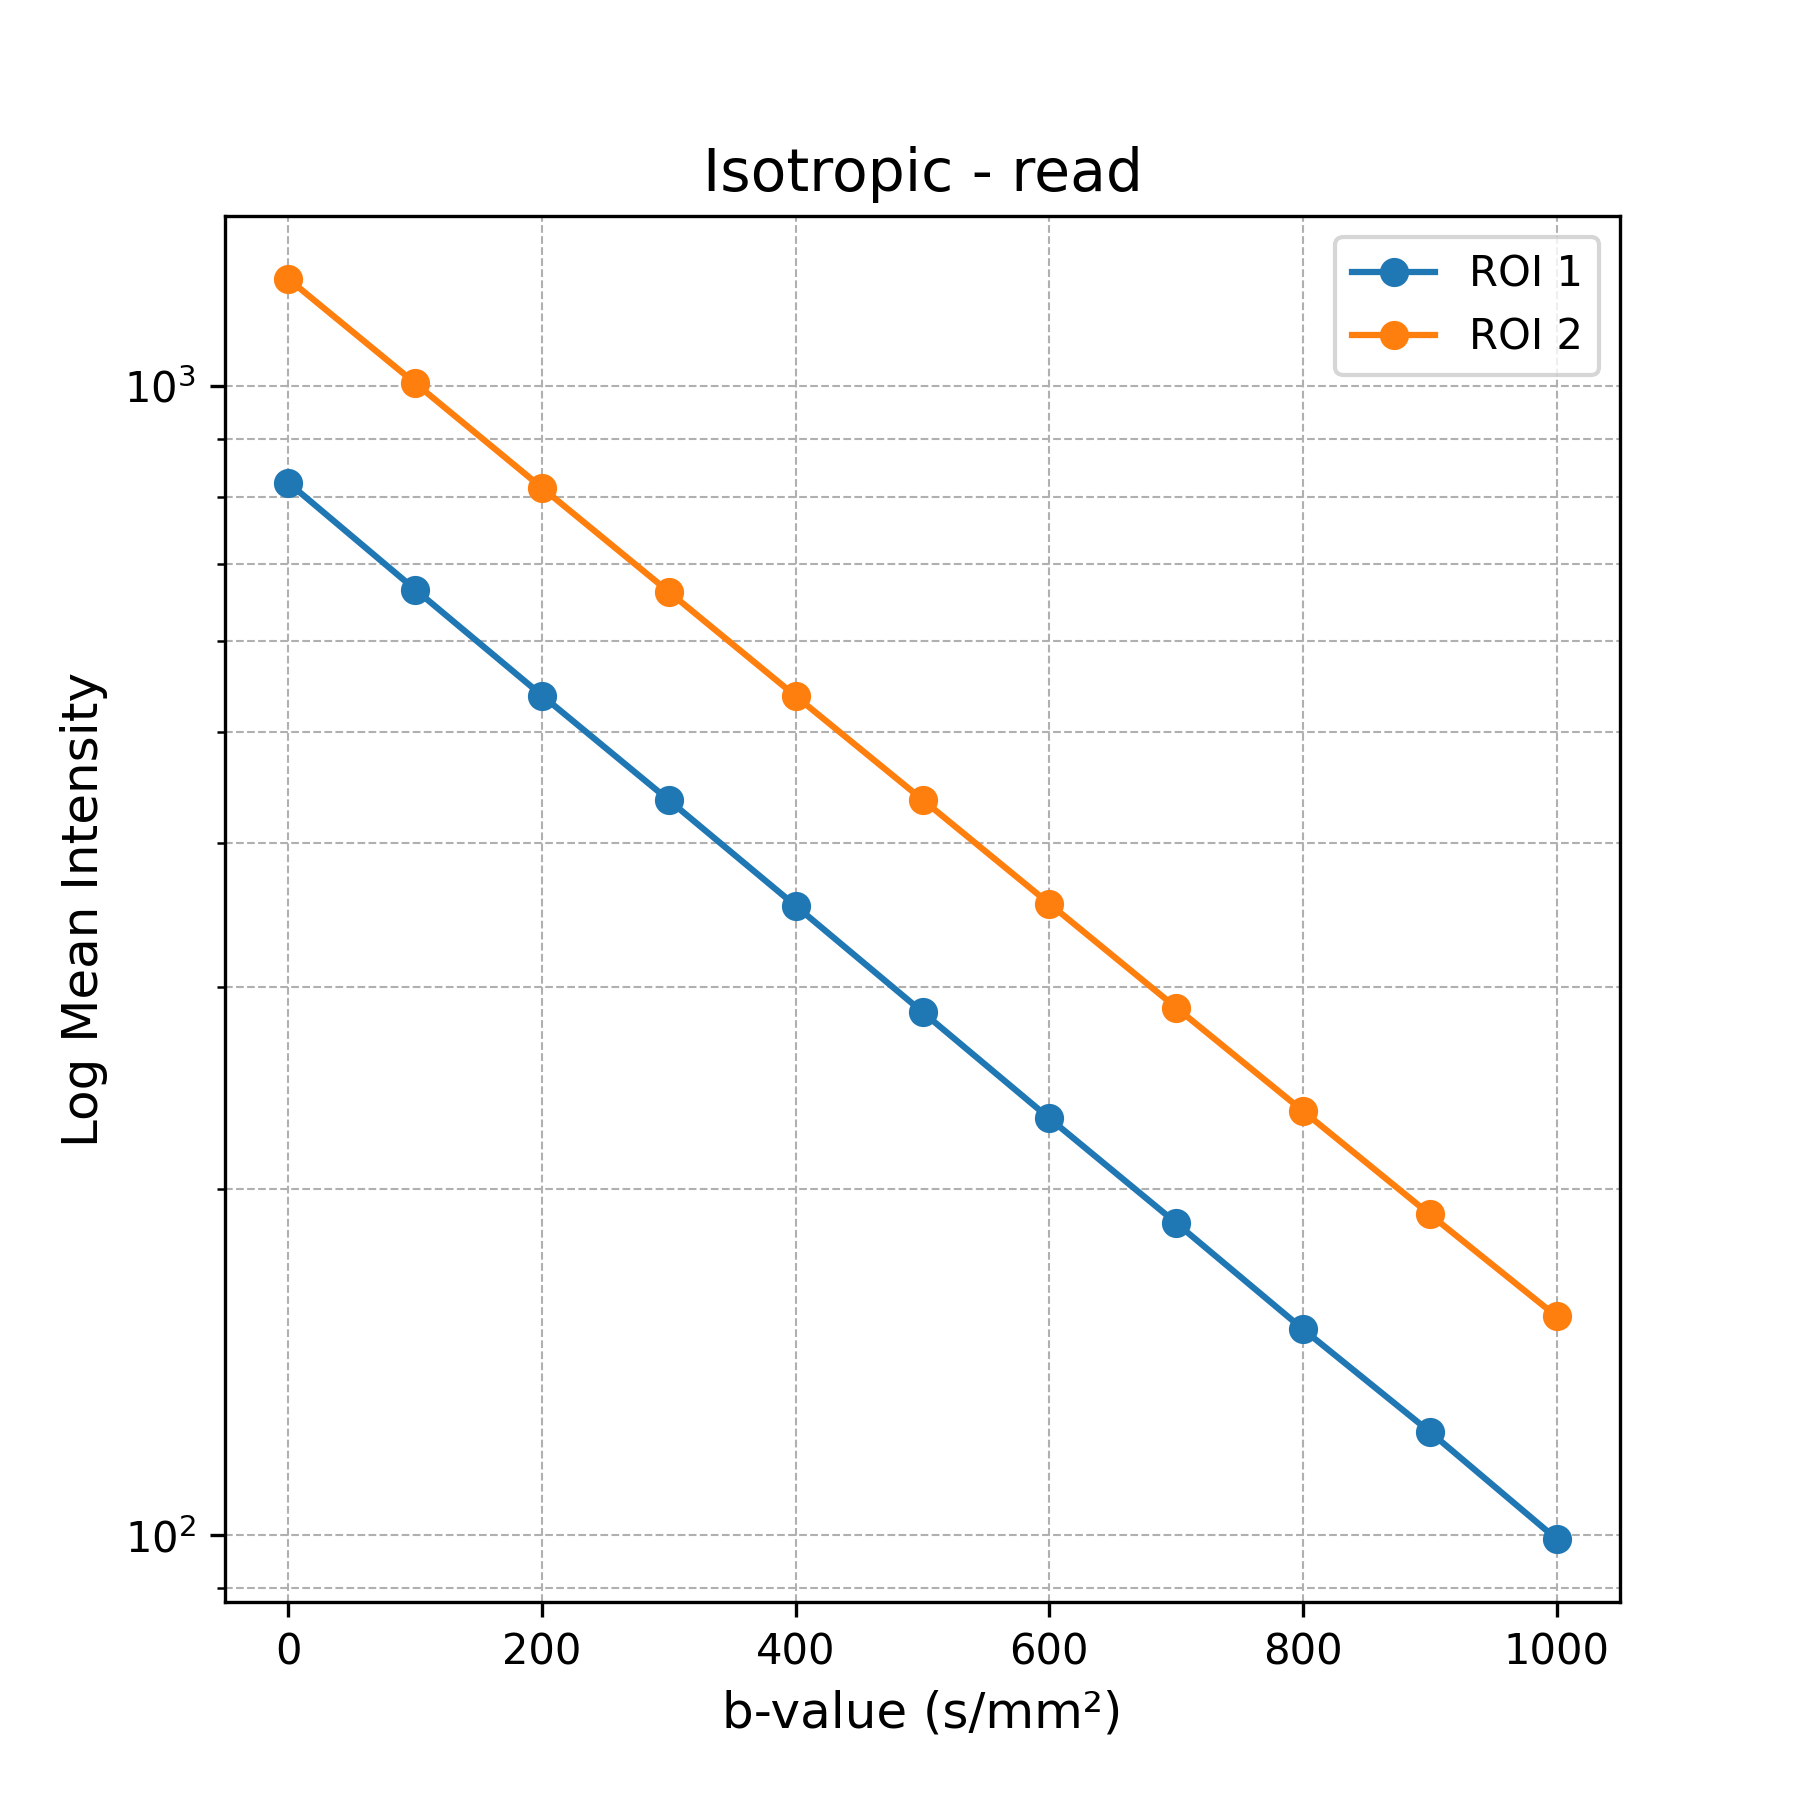 Isotropic - read
ROI 1
ROI 2
10³
10²
Log Mean Intensity
0 200 400 600 800 1000
b-value (s/mm²)